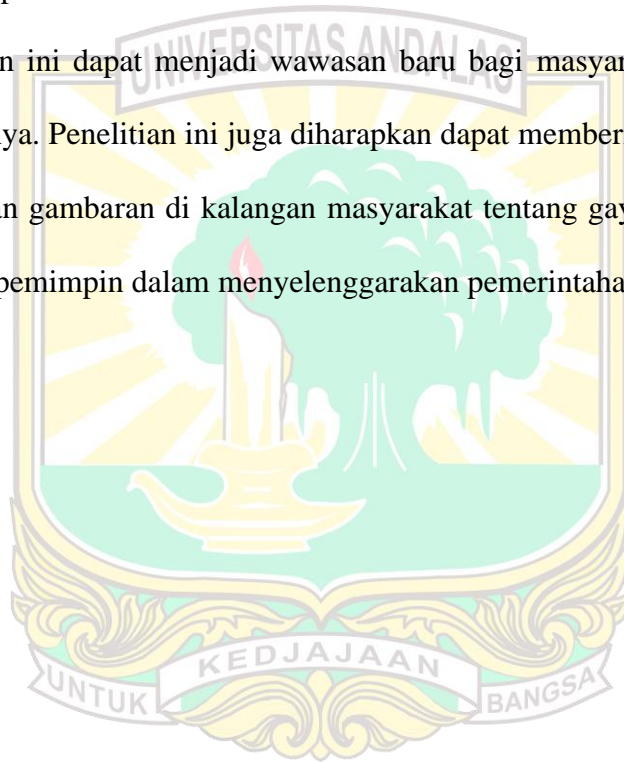 UNIVERSITAS ANDALAS
n ini dapat menjadi wawasan baru bagi masyar
ya. Penelitian ini juga diharapkan dapat member
an gambaran di kalangan masyarakat tentang gay
pemimpin dalam menyelenggarakan pemerintaha
UNTUK KEDJAJAAN BANGSA